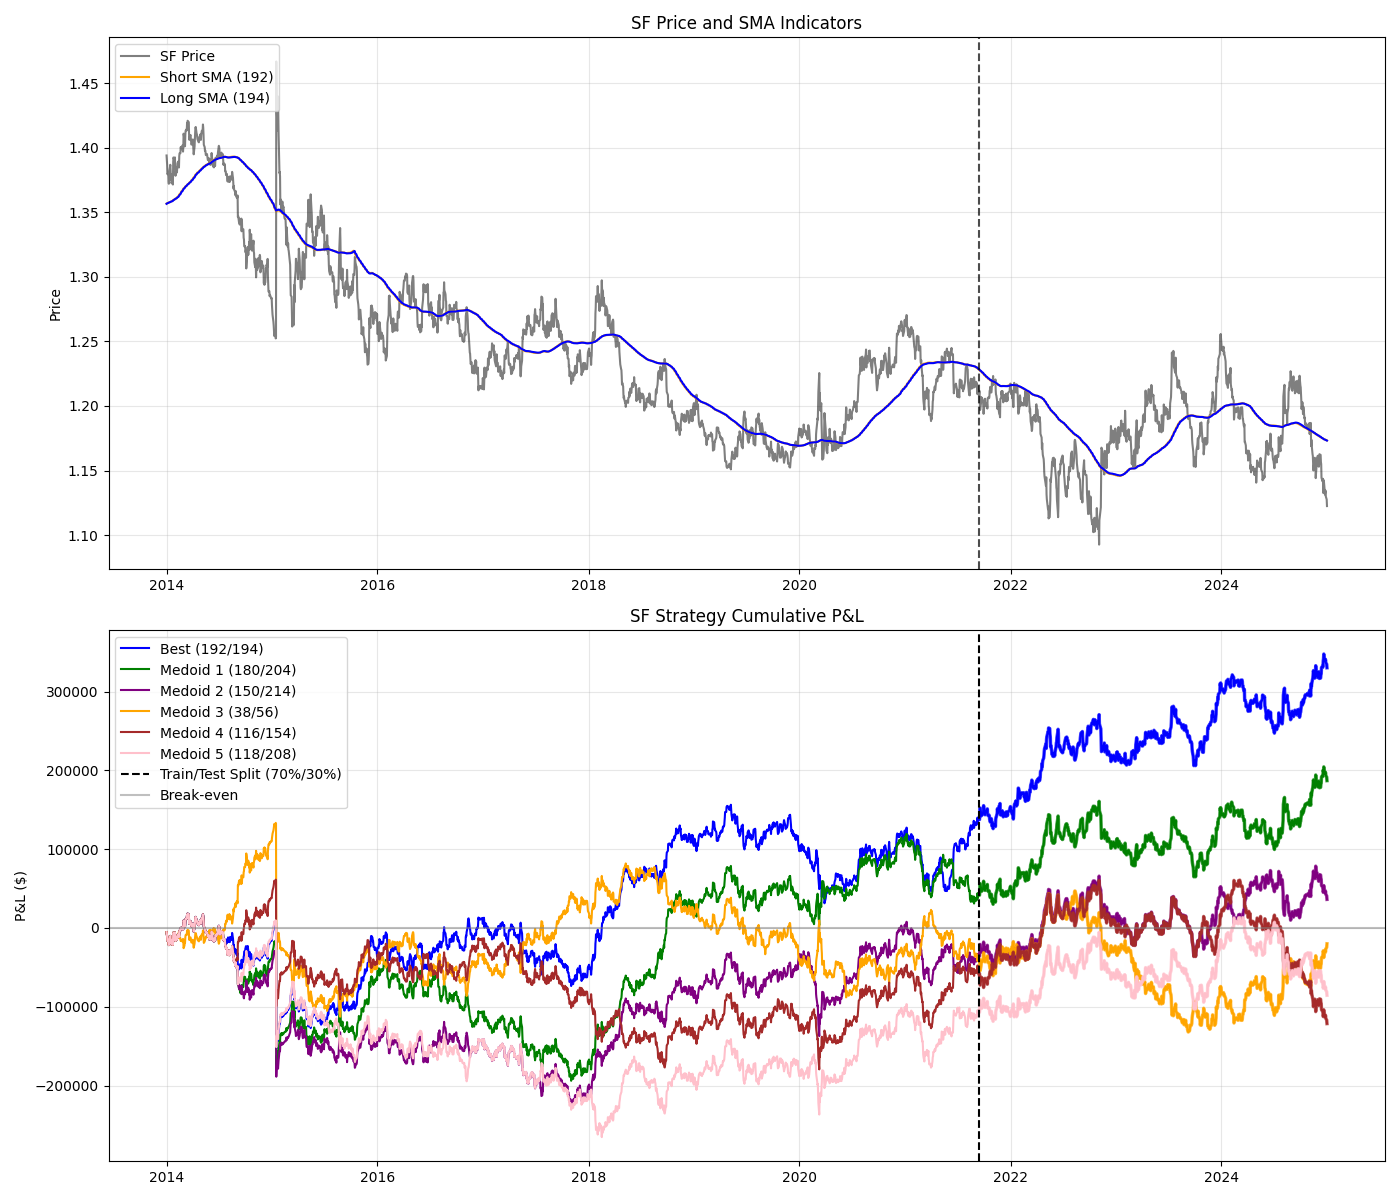 SF Price and SMA Indicators
SF Price
Short SMA (192)
Long SMA (194)
Price
1.45
1.40
1.35
1.30
1.25
1.20
1.15
1.10
2014 2016 2018 2020 2022 2024
SF Strategy Cumulative P&L
Best (192/194)
Medoid 1 (180/204)
Medoid 2 (150/214)
Medoid 3 (38/56)
Medoid 4 (116/154)
Medoid 5 (118/208)
Train/Test Split (70%/30%)
Break-even
P&L ($)
300000
200000
100000
0
−100000
−200000
2014 2016 2018 2020 2022 2024